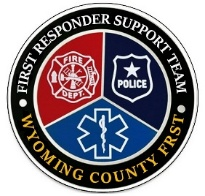 FIRST RESPONDER SUPPORT TEAM
FIRE
DEPT.
POLICE
WYOMING COUNTY FRST